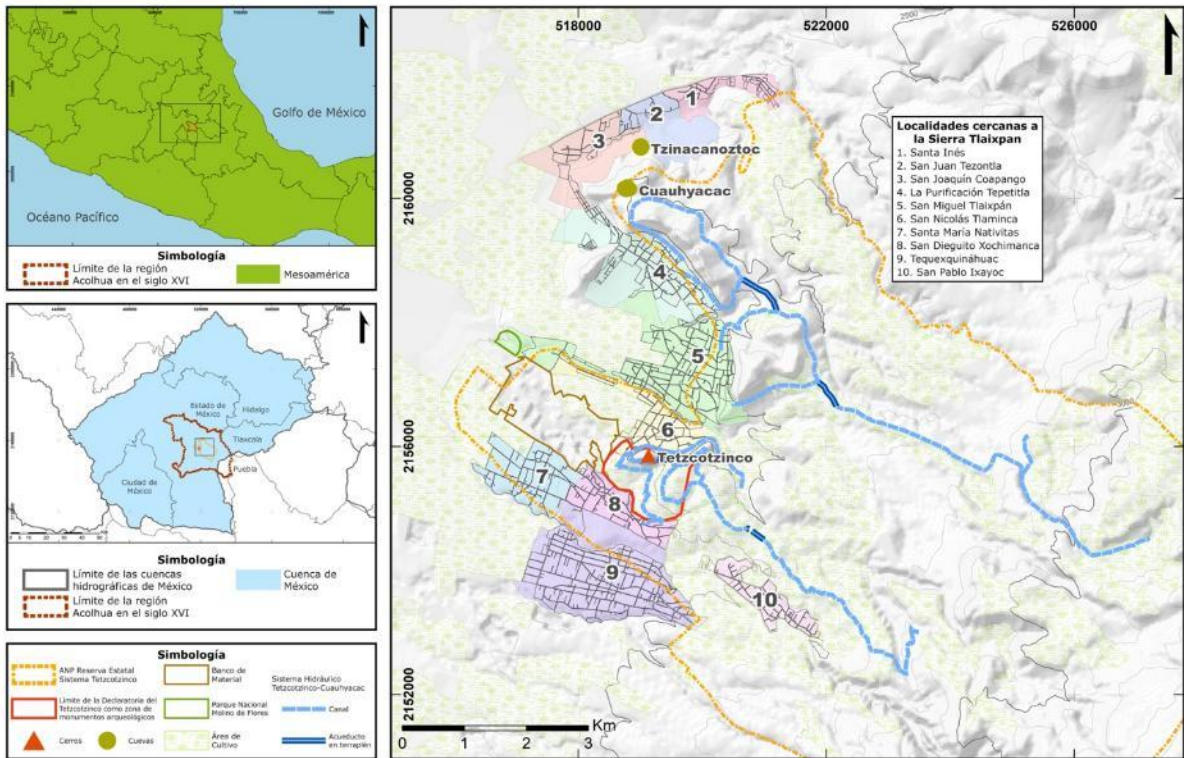 Golfo de México
Océano Pacífico
Simbología
Límite de la región
Acolhua en el siglo XVI
Mesoamérica
Estado de
México
Hidalgo
Tlaxcala
Puebla
Ciudad de
México
Simbología
Límite de las cuencas
hidrográficas de México
Cuenca de
México
Límite de la región
Acolhua en el siglo XVI
Simbología
ANP Reserva Estatal
Sistema Tetzcotzinco
Banco de
Material
Sistema Hidráulico
Tetzcotzinco-Cuauhyacac
Límite de la Declaratoria del
Tetzcotzinco como zona de
monumentos arqueológicos
Parque Nacional
Molino de Flores
Canal
Cerros
Cuevas
Área de
Cultivo
Acueducto
en terraplén
518000
522000
526000
2160000
2156000
2152000
1
2
3
Tzinacanoztoc
Cuauhyacac
4
5
6
Tetzcotzinco
7
8
9
10
Localidades cercanas a
la Sierra Tlaixpan
1. Santa Inés
2. San Juan Tezontla
3. San Joaquín Coapango
4. La Purificación Tepetitla
5. San Miguel Tlaixpán
6. San Nicolás Tlaminca
7. Santa María Nativitas
8. San Dieguito Xochimanca
9. Tequexquináhuac
10. San Pablo Ixayoc
Km
0 1 2 3